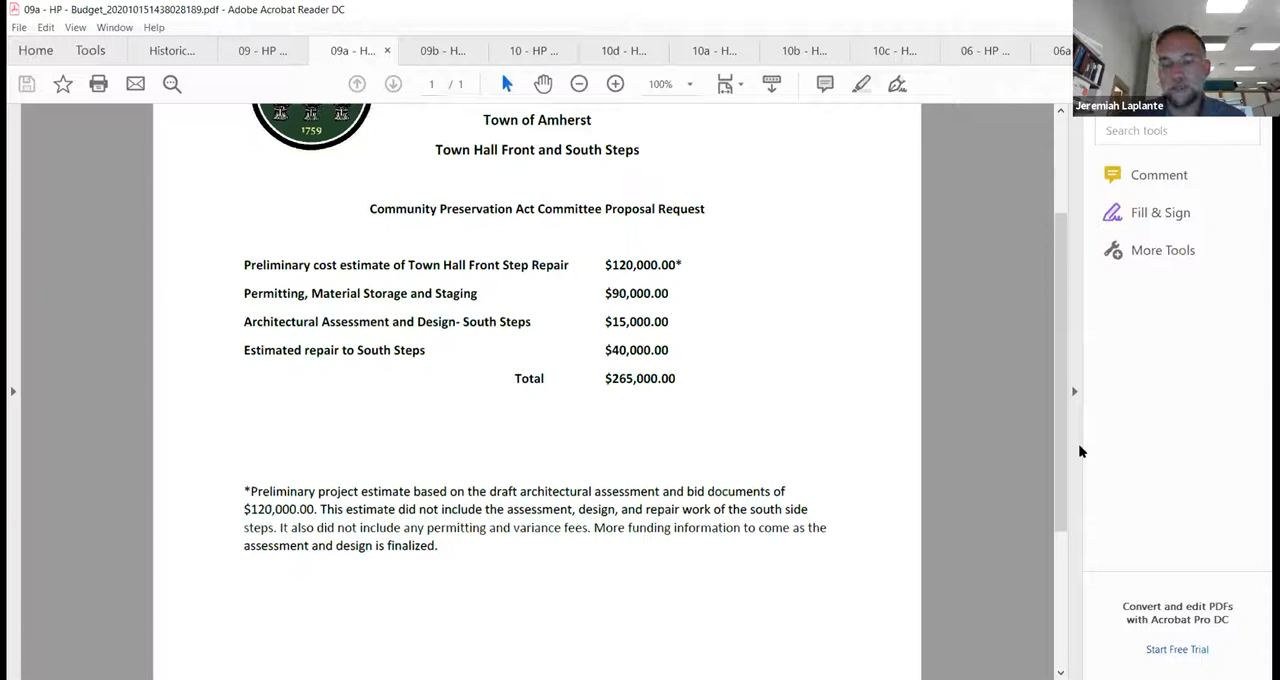 09a - HP - Budget_202010151438028189.pdf - Adobe Acrobat Reader DC
File Edit View Window Help
Home Tools Historic... 09 - HP ... 09a - H... × 09b - H... 10 - HP ... 10d - H... 10a - H... 10b - H... 10c - H... 06 - HP ... 06a
1 / 1 100%
Jeremiah Laplante
Search tools
Comment
Fill & Sign
More Tools
1759
Town of Amherst
Town Hall Front and South Steps
Community Preservation Act Committee Proposal Request
Preliminary cost estimate of Town Hall Front Step Repair $120,000.00*
Permitting, Material Storage and Staging $90,000.00
Architectural Assessment and Design- South Steps $15,000.00
Estimated repair to South Steps $40,000.00
Total $265,000.00
*Preliminary project estimate based on the draft architectural assessment and bid documents of
$120,000.00. This estimate did not include the assessment, design, and repair work of the south side
steps. It also did not include any permitting and variance fees. More funding information to come as the
assessment and design is finalized.
Convert and edit PDFs
with Acrobat Pro DC
Start Free Trial